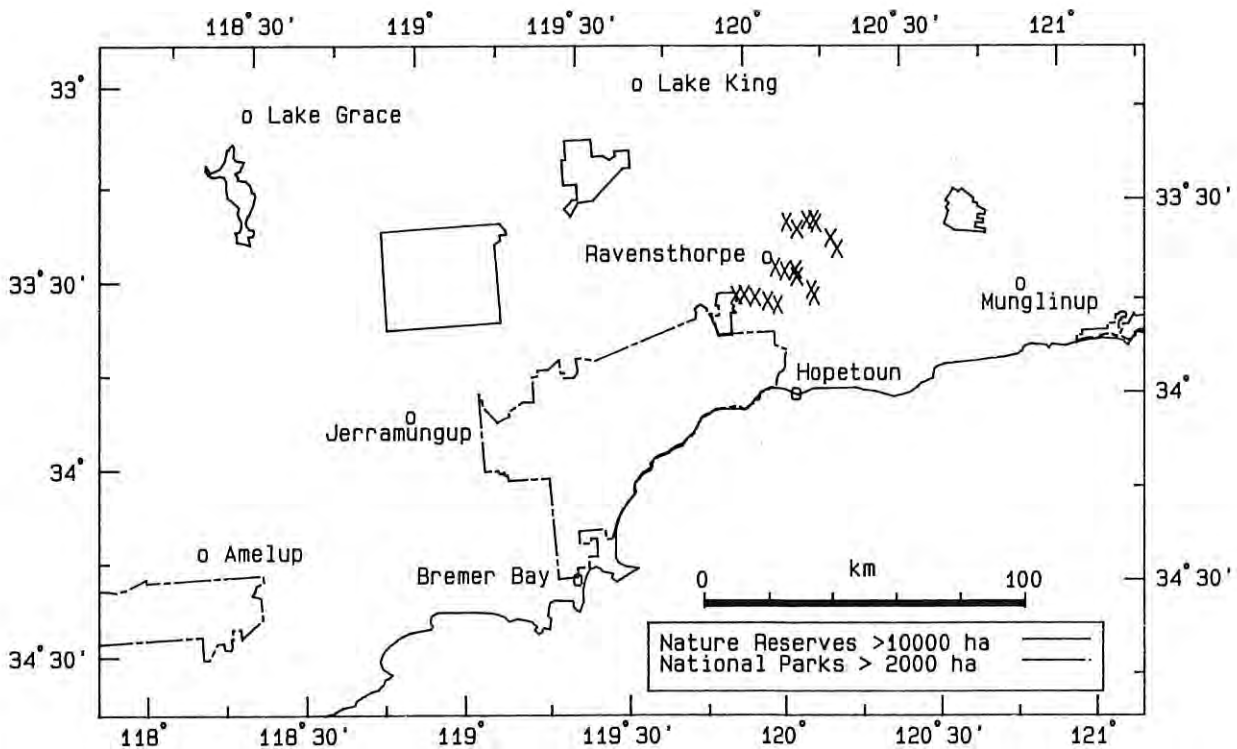 118° 30' 119° 119° 30' 120° 120° 30' 121°
33°
o Lake King
o Lake Grace
33° 30'
Ravensthorpe o
33° 30'
o
Munglinup
Hopetoun
34°
o
Jerramungup
34°
o Amelup
Bremer Bay
0 km 100
34° 30'
Nature Reserves >10000 ha
National Parks > 2000 ha
34° 30'
118° 118° 30' 119° 119° 30' 120° 120° 30' 121°